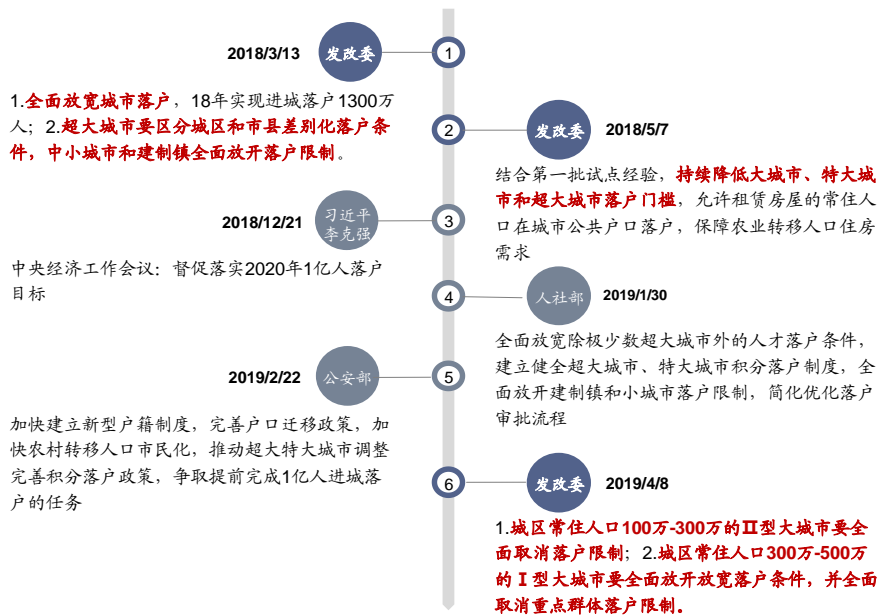 2018/3/13
发改委
1
1.全面放宽城市落户，18年实现进城落户1300万
人；2.超大城市要区分城区和市县差别化落户条
件，中小城市和建制镇全面放开落户限制。
2
发改委
2018/5/7
结合第一批试点经验，持续降低大城市、特大城
市和超大城市落户门槛，允许租赁房屋的常住人
口在城市公共户口落户，保障农业转移人口住房
需求
2018/12/21
习近平
李克强
3
中央经济工作会议：督促落实2020年1亿人落户
目标
4
人社部
2019/1/30
全面放宽除极少数超大城市外的人才落户条件，
建立健全超大城市、特大城市积分落户制度，全
面放开建制镇和小城市落户限制，简化优化落户
审批流程
2019/2/22
公安部
5
加快建立新型户籍制度，完善户口迁移政策，加
快农村转移人口市民化，推动超大特大城市调整
完善积分落户政策，争取提前完成1亿人进城落
户的任务
6
发改委
2019/4/8
1.城区常住人口100万-300万的Ⅱ型大城市要全
面取消落户限制；2.城区常住人口300万-500万
的Ⅰ型大城市要全面放开放宽落户条件，并全面
取消重点群体落户限制。